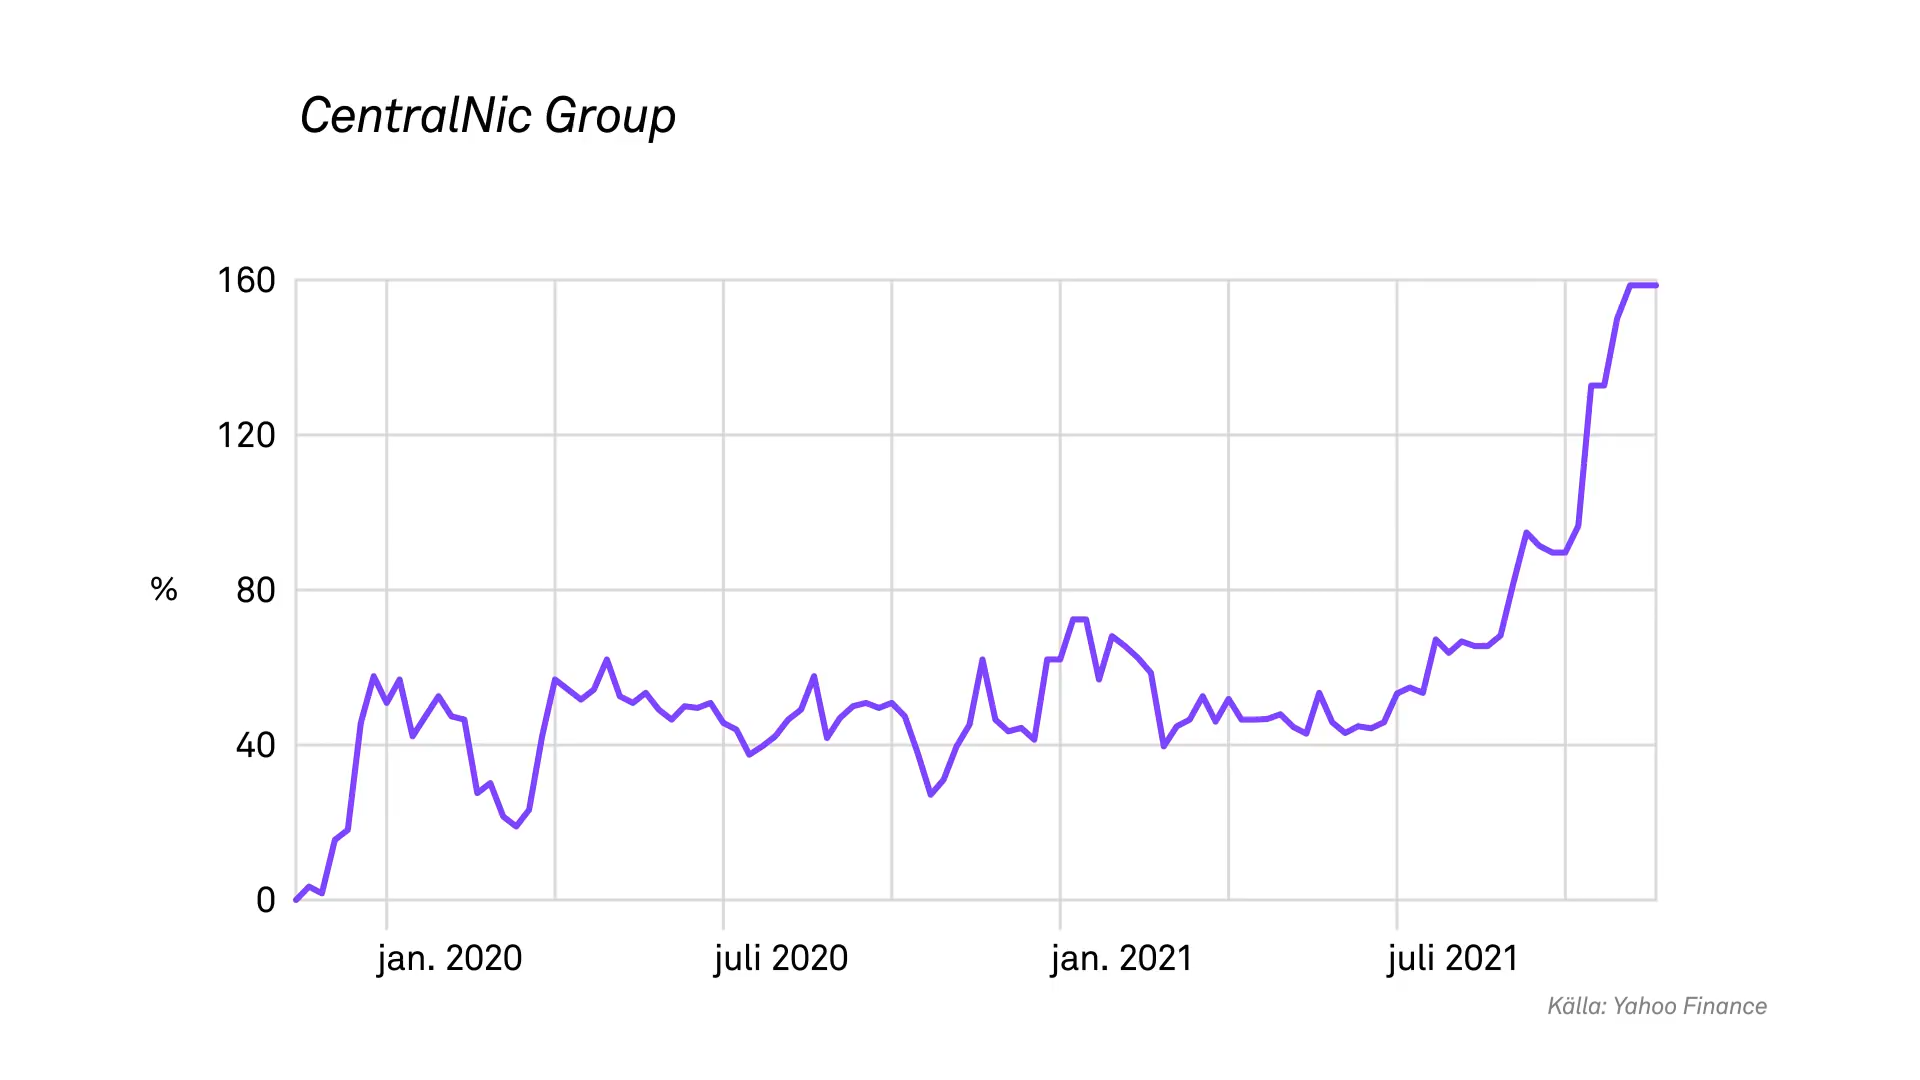 CentralNic Group
160
120
%
80
40
0
jan. 2020
juli 2020
jan. 2021
juli 2021
Källa: Yahoo Finance